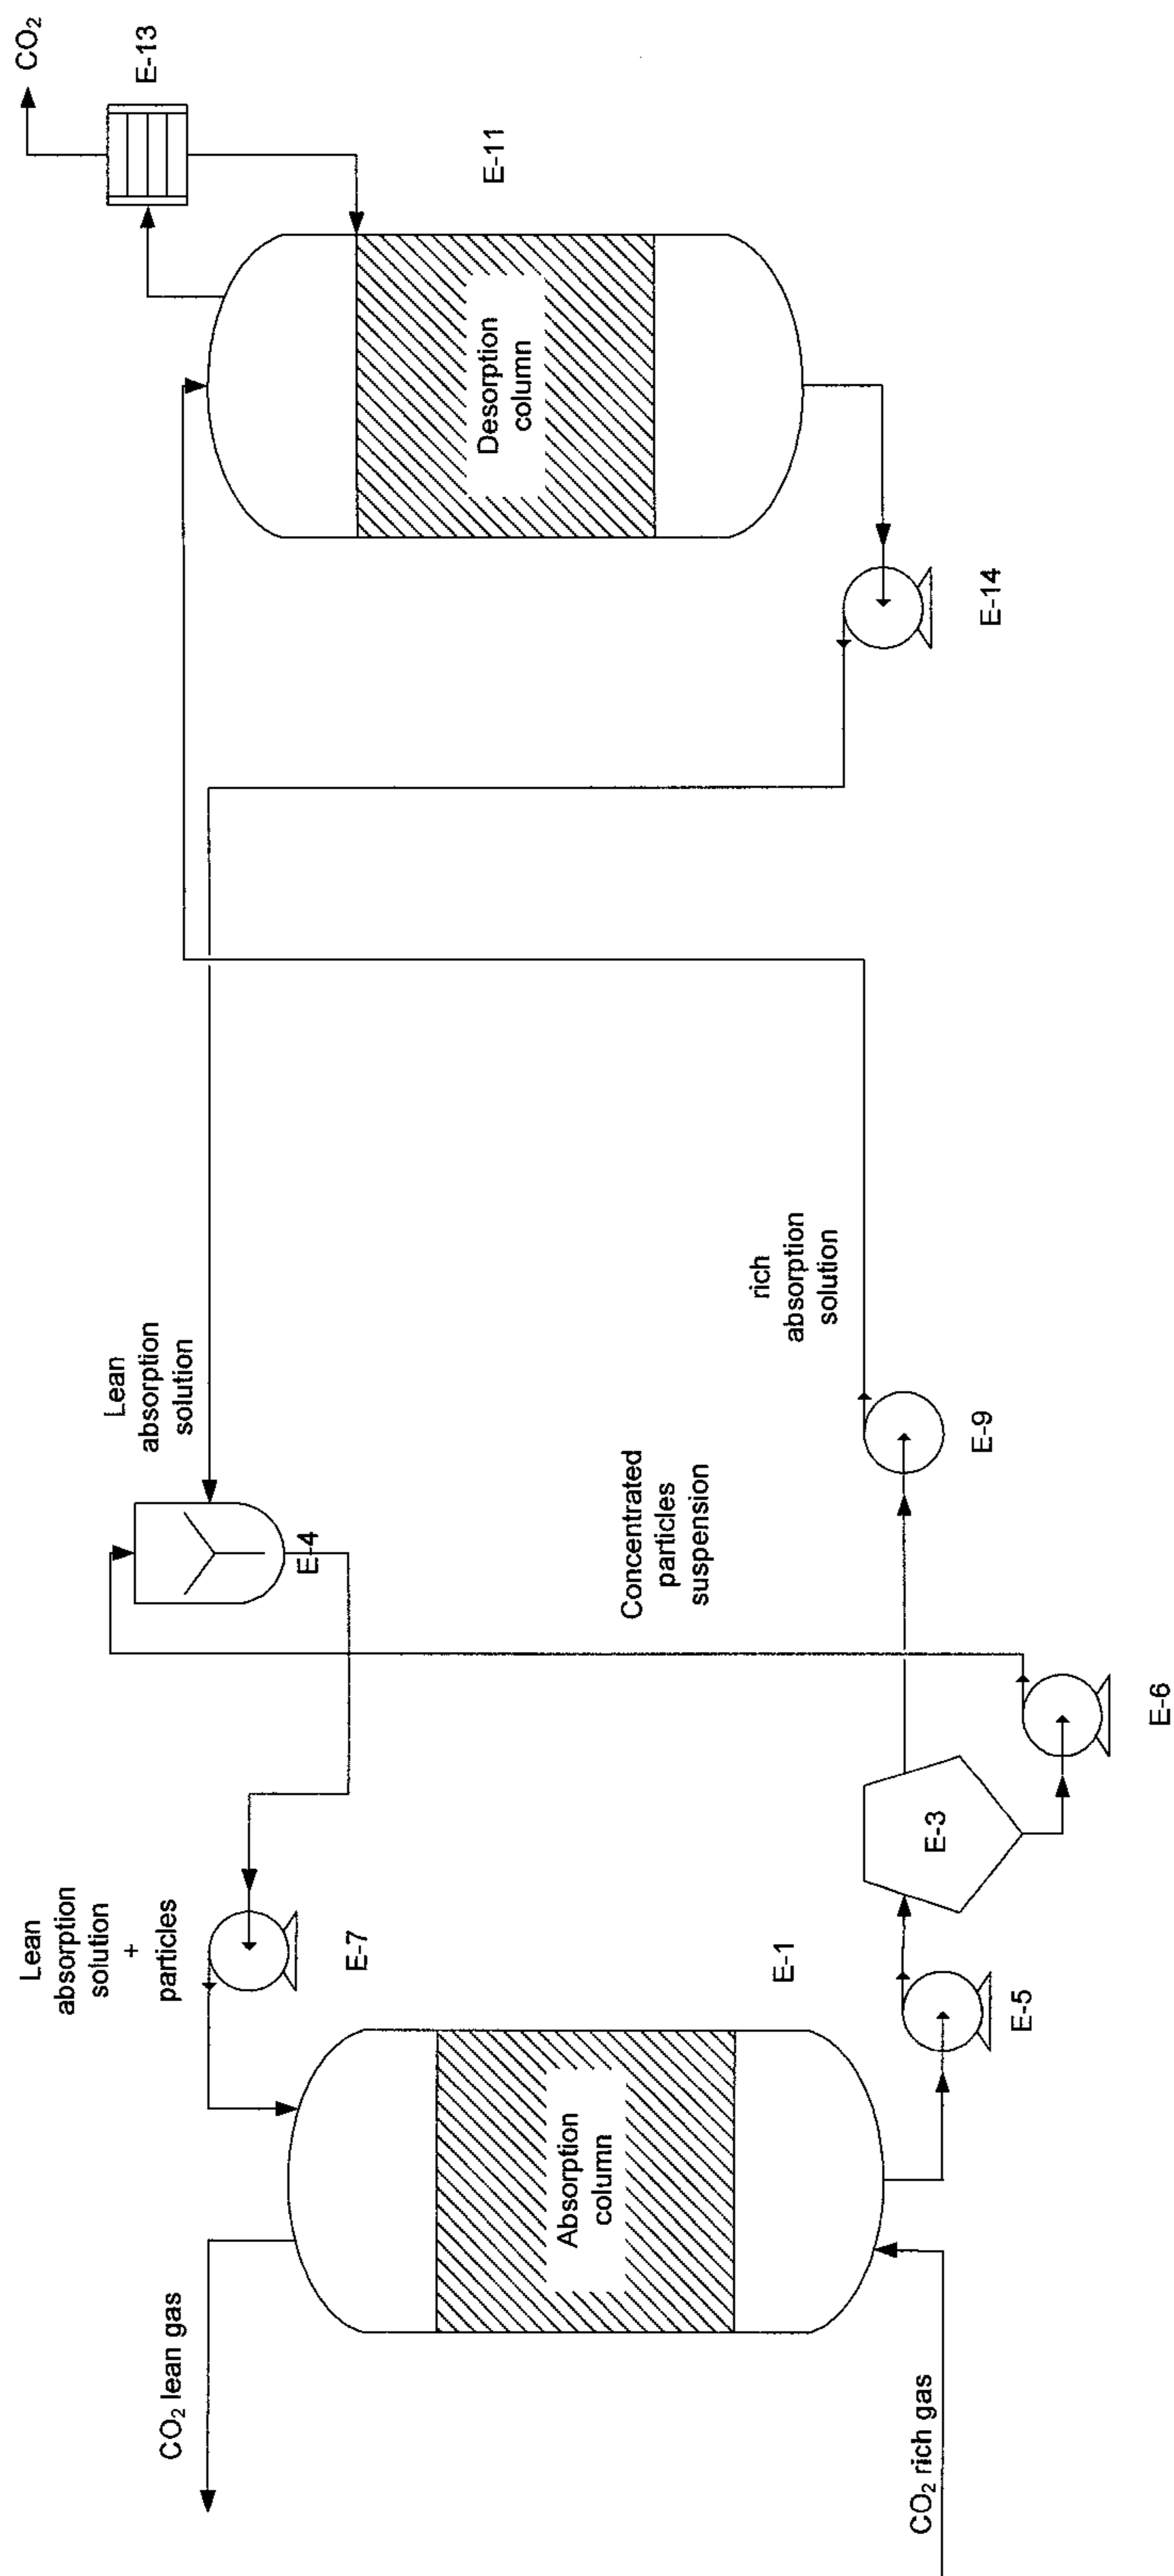 CO₂
E-13
Lean
absorption
solution
+
particles
Lean
absorption
solution
CO₂ lean gas
E-4
E-7
E-11
Desorption
column
Absorption
column
Concentrated
particles
suspension
rich
absorption
solution
E-1
E-3
E-9
E-14
CO₂ rich gas
E-5
E-6